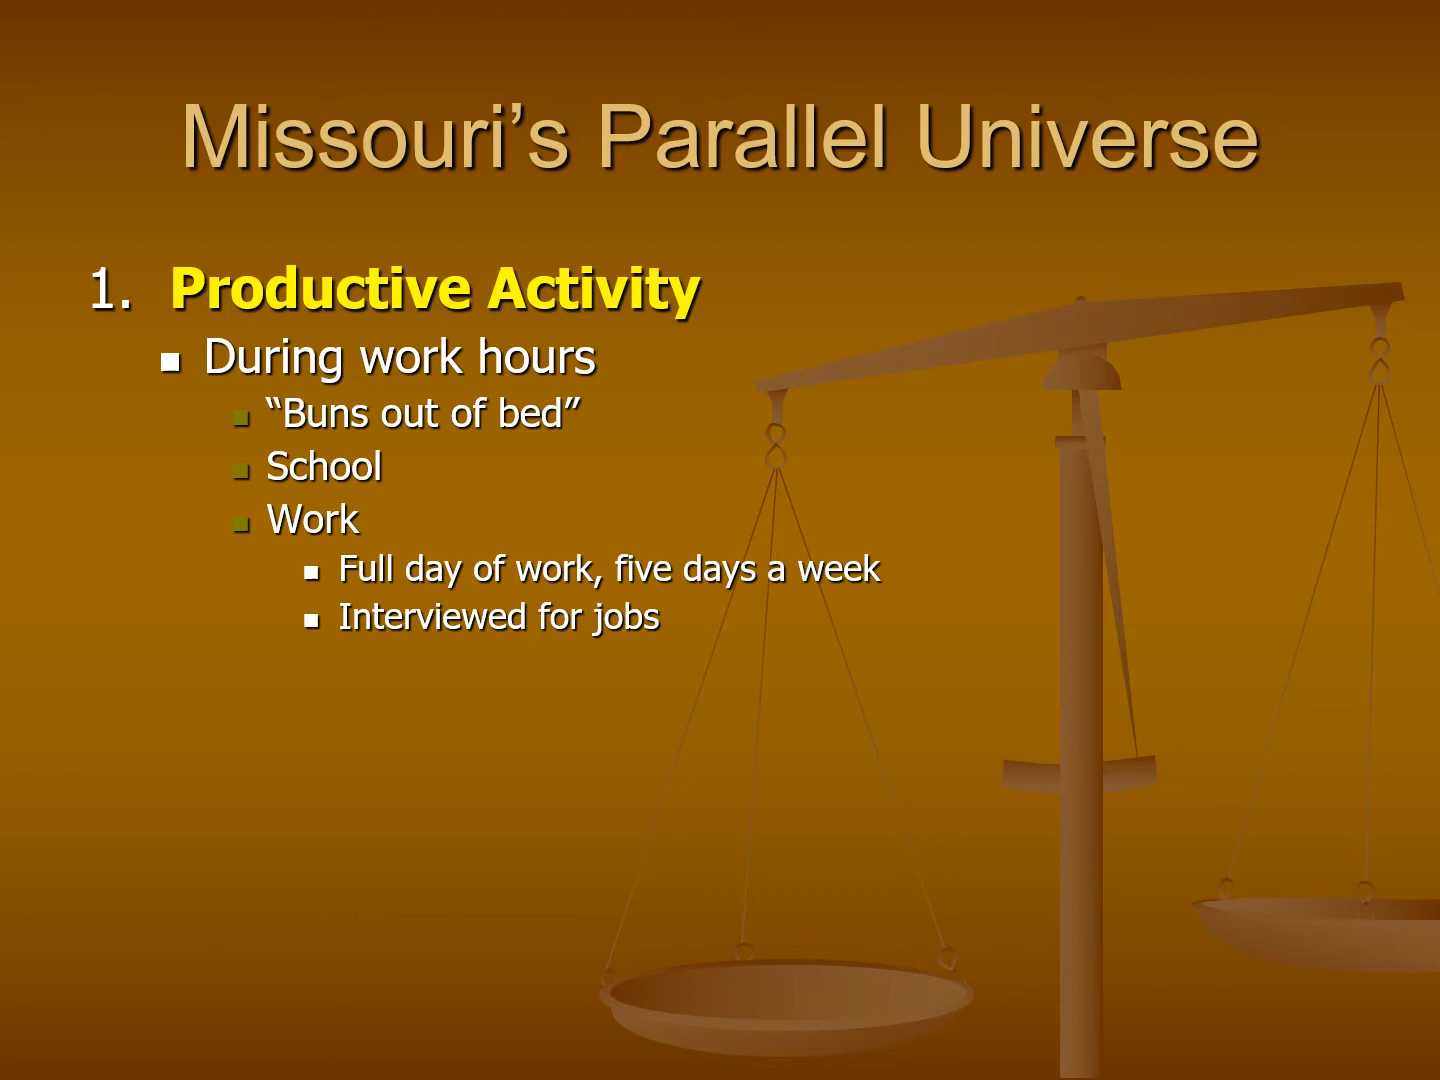 Missouri’s Parallel Universe
1. Productive Activity
During work hours
“Buns out of bed”
School
Work
Full day of work, five days a week
Interviewed for jobs